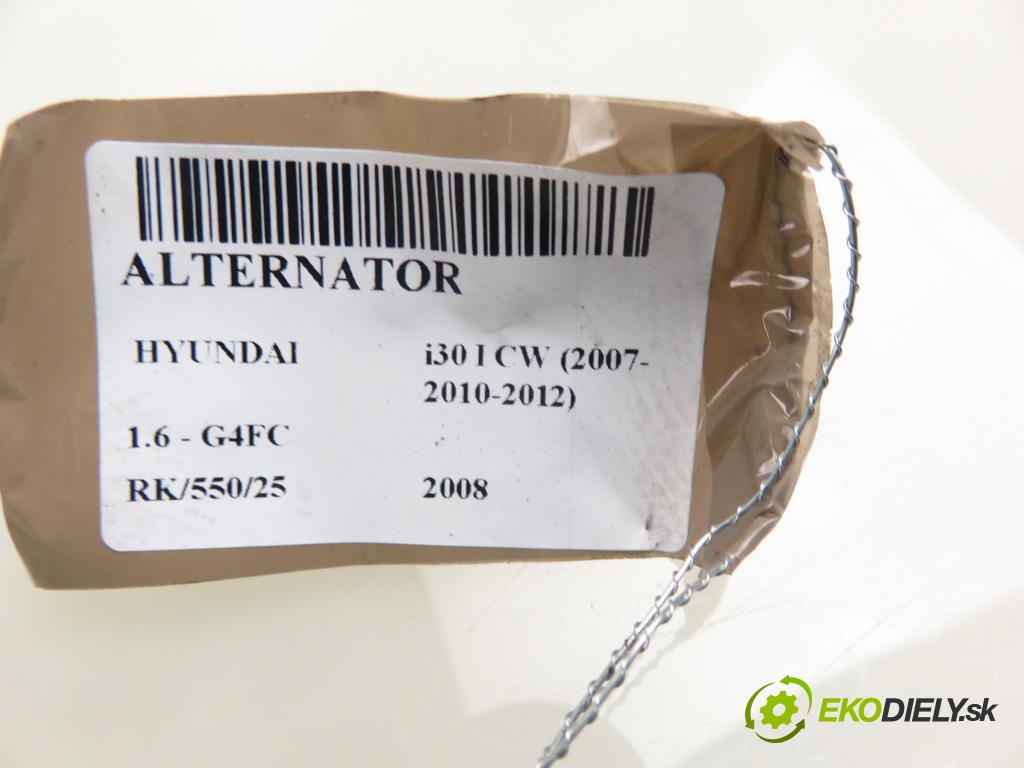 ALTERNATOR
HYUNDAI
i30 I CW (2007-
2010-2012)
1.6 - G4FC
RK/550/25
2008
EKODIELY.sk